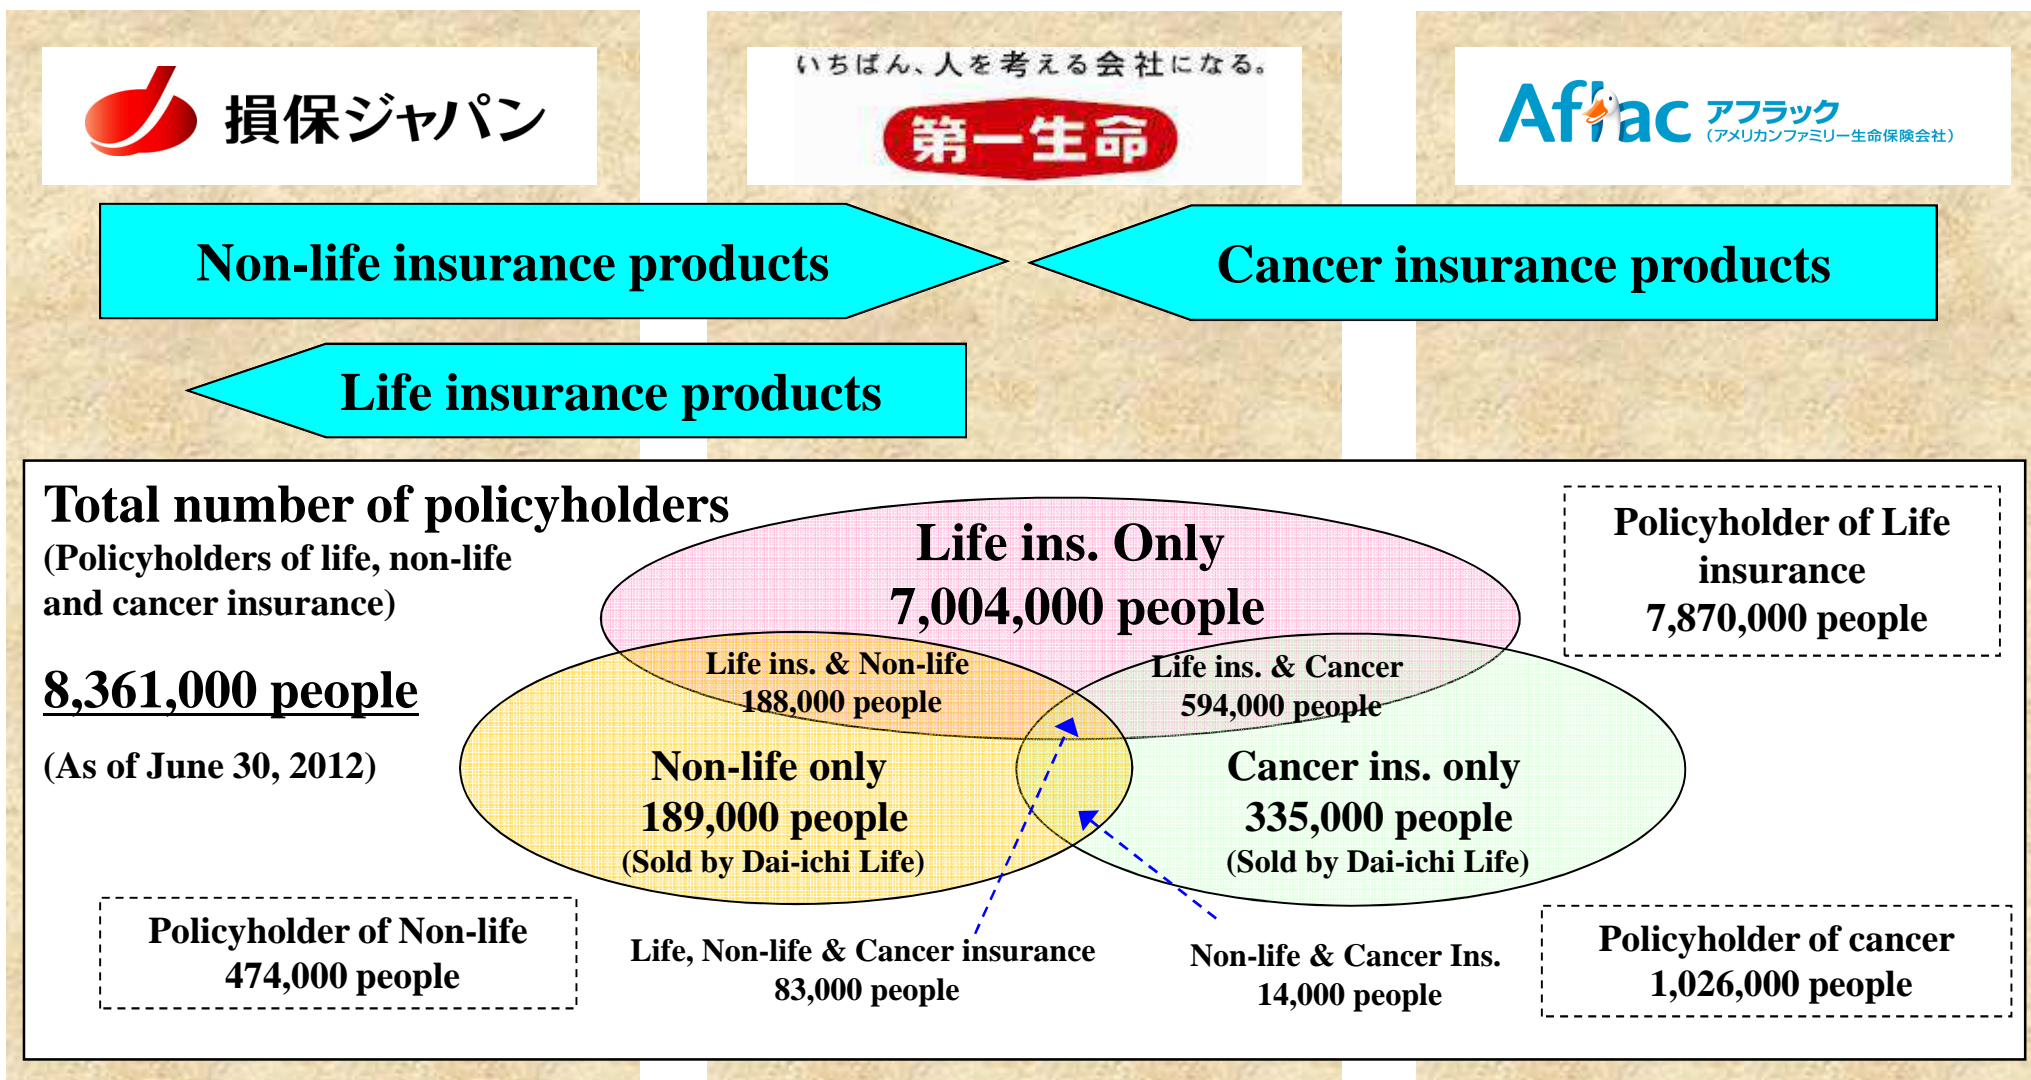 損保ジャパン
いちばん、人を考える会社になる。
第一生命
Aflac アフラック
(アメリカンファミリー生命保険会社)
Non-life insurance products
Cancer insurance products
Life insurance products
Total number of policyholders
(Policyholders of life, non-life
and cancer insurance)
8,361,000 people
(As of June 30, 2012)
Life ins. Only
7,004,000 people
Policyholder of Life
insurance
7,870,000 people
Life ins. & Non-life
188,000 people
Life ins. & Cancer
594,000 people
Non-life only
189,000 people
(Sold by Dai-ichi Life)
Cancer ins. only
335,000 people
(Sold by Dai-ichi Life)
Policyholder of Non-life
474,000 people
Life, Non-life & Cancer insurance
83,000 people
Non-life & Cancer Ins.
14,000 people
Policyholder of cancer
1,026,000 people